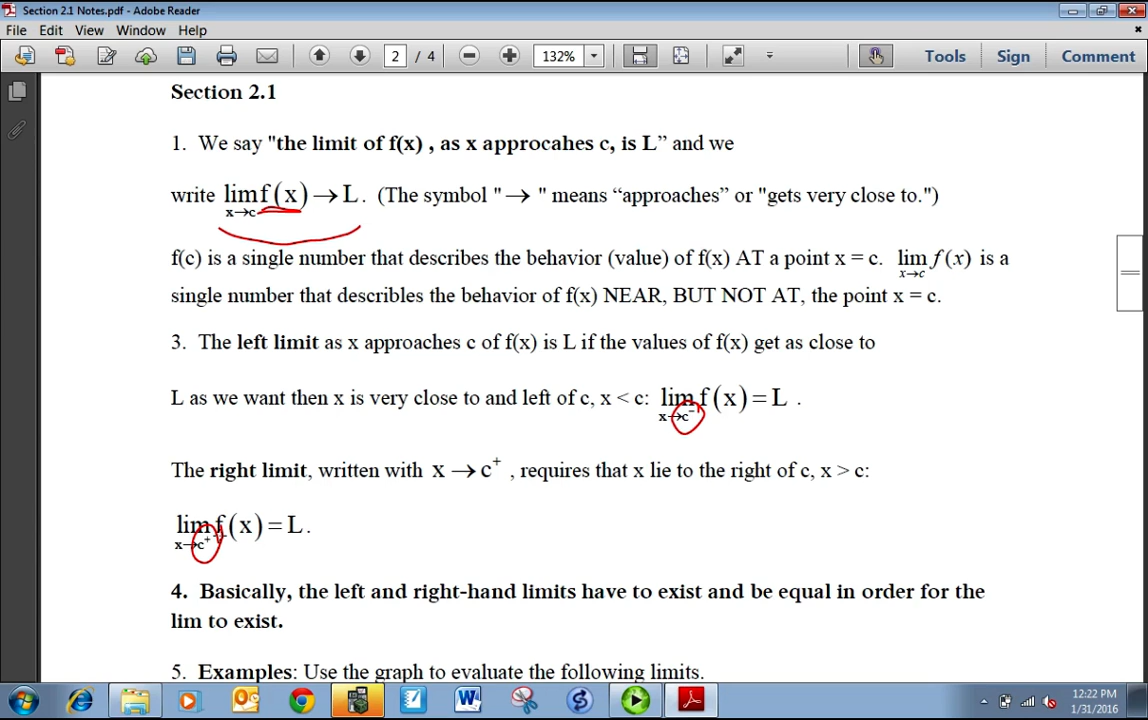 Section 2.1 Notes.pdf - Adobe Reader
File Edit View Window Help
2 / 4 132% Tools Sign Comment
Section 2.1
1. We say "the limit of f(x) , as x approcahes c, is L” and we
write lim f(x) → L. (The symbol " → " means “approaches” or "gets very close to.")
x→c
f(c) is a single number that describes the behavior (value) of f(x) AT a point x = c. lim f(x) is a
x→c
single number that describles the behavior of f(x) NEAR, BUT NOT AT, the point x = c.
3. The left limit as x approaches c of f(x) is L if the values of f(x) get as close to
L as we want then x is very close to and left of c, x < c: lim f(x) = L .
x→c⁻
The right limit, written with x → c⁺ , requires that x lie to the right of c, x > c:
lim f(x) = L.
x→c⁺
4. Basically, the left and right-hand limits have to exist and be equal in order for the
lim to exist.
5. Examples: Use the graph to evaluate the following limits.
12:22 PM
1/31/2016